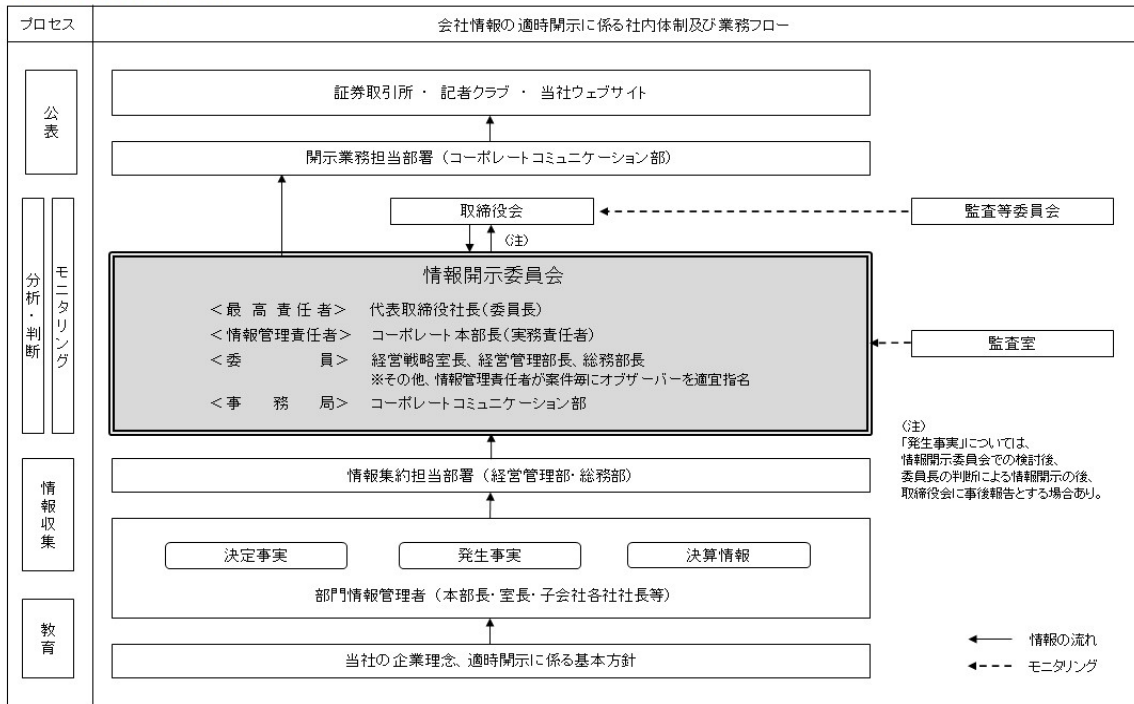 プロセス
会社情報の適時開示に係る社内体制及び業務フロー
公表
証券取引所 ・ 記者クラブ ・ 当社ウェブサイト
開示業務担当部署 (コーポレートコミュニケーション部)
分析・判断
モニタリング
取締役会
監査等委員会
(注)
情報開示委員会
<最高責任者> 代表取締役社長(委員長)
<情報管理責任者> コーポレート本部長(実務責任者)
<委員> 経営戦略室長、経営管理部長、総務部長
※その他、情報管理責任者が案件毎にオブザーバーを適宜指名
<事務局> コーポレートコミュニケーション部
監査室
(注)
「発生事実」については、
情報開示委員会での検討後、
委員長の判断による情報開示の後、
取締役会に事後報告とする場合あり。
情報収集
情報集約担当部署 (経営管理部・総務部)
決定事実
発生事実
決算情報
部門情報管理者 (本部長・室長・子会社各社社長等)
教育
当社の企業理念、適時開示に係る基本方針
情報の流れ
モニタリング